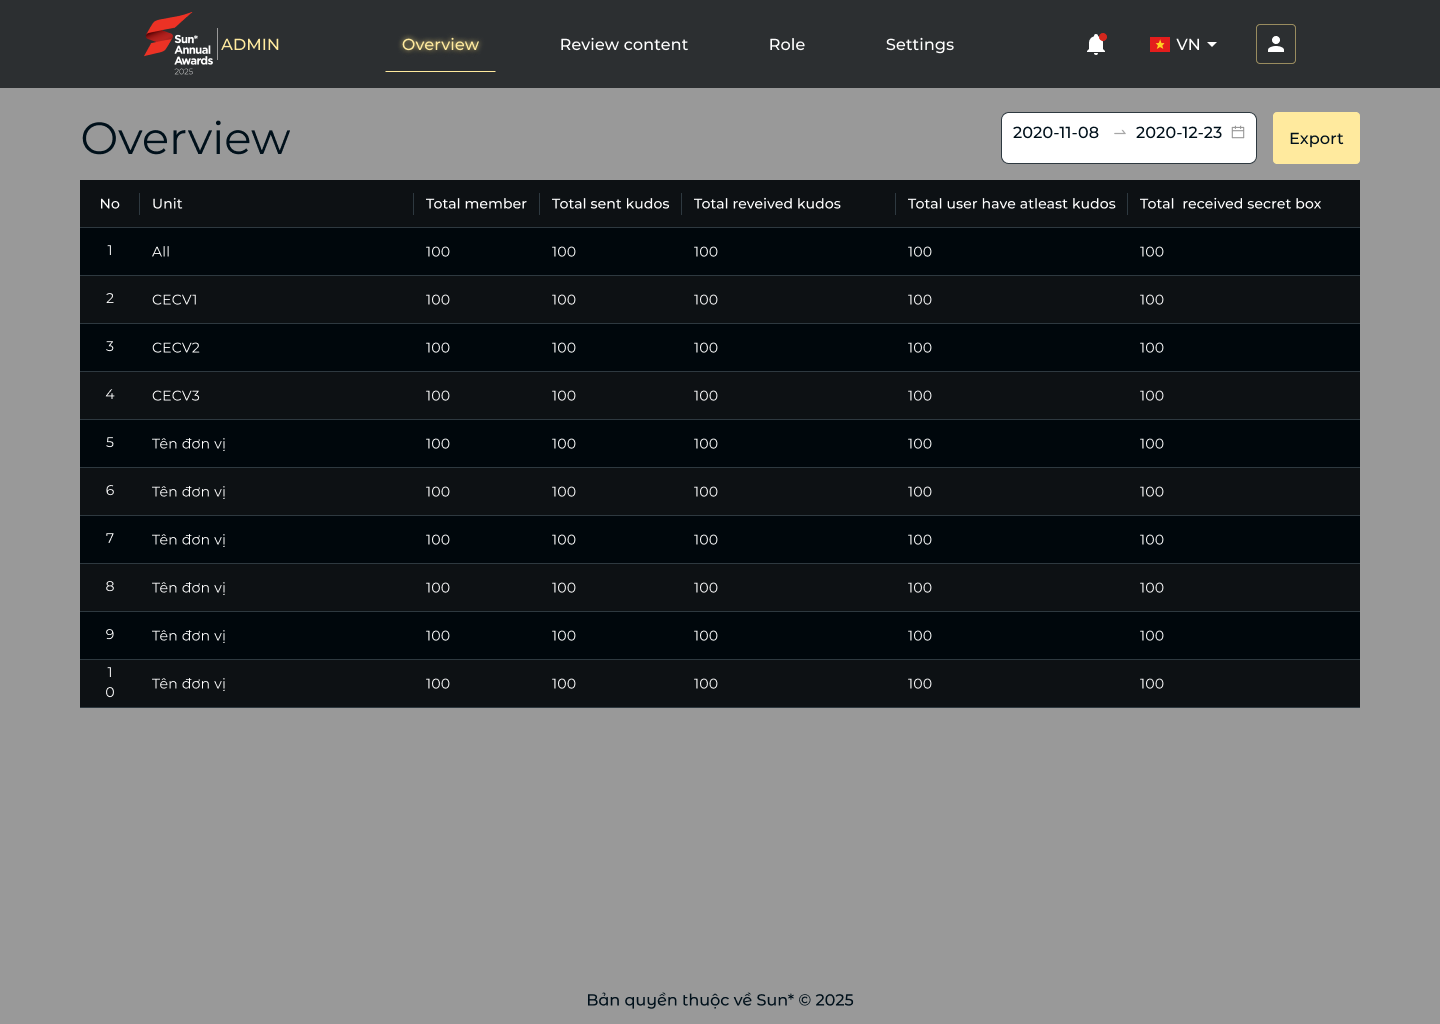 Sun*
Annual
Awards
2025
ADMIN
Overview
Review content
Role
Settings
VN
Overview
2020-11-08 → 2020-12-23
Export
No Unit Total member Total sent kudos Total reveived kudos Total user have atleast kudos Total received secret box
1 All 100 100 100 100 100
2 CECV1 100 100 100 100 100
3 CECV2 100 100 100 100 100
4 CECV3 100 100 100 100 100
5 Tên đơn vị 100 100 100 100 100
6 Tên đơn vị 100 100 100 100 100
7 Tên đơn vị 100 100 100 100 100
8 Tên đơn vị 100 100 100 100 100
9 Tên đơn vị 100 100 100 100 100
10 Tên đơn vị 100 100 100 100 100
Bản quyền thuộc về Sun* © 2025